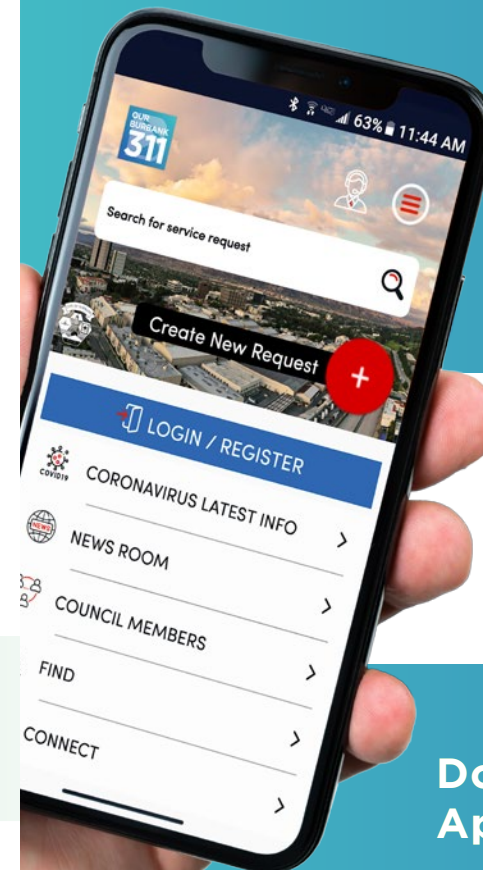 63% 11:44 AM
OUR
BURBANK
311
Search for service request
Create New Request
+
LOGIN / REGISTER
COVID19
CORONAVIRUS LATEST INFO
NEWS
NEWS ROOM
COUNCIL MEMBERS
FIND
CONNECT
Do
Ap